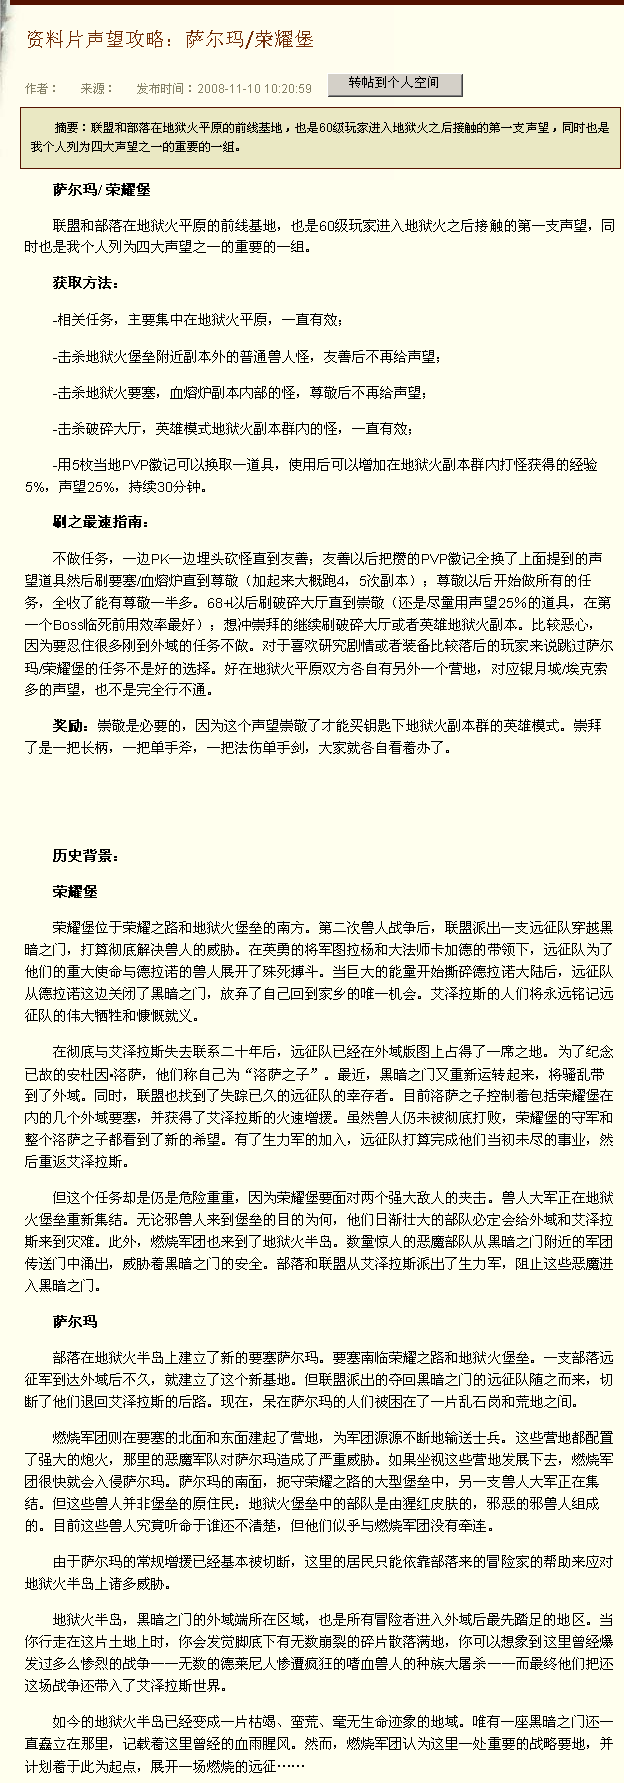 资料片声望攻略：萨尔玛/荣耀堡
作者： 来源： 发布时间：2008-11-10 10:20:59 转帖到个人空间
摘要：联盟和部落在地狱火平原的前线基地，也是60级玩家进入地狱火之后接触的第一支声望，同时也是
我个人列为四大声望之一的重要的一组。
萨尔玛/ 荣耀堡
联盟和部落在地狱火平原的前线基地，也是60级玩家进入地狱火之后接触的第一支声望，同
时也是我个人列为四大声望之一的重要的一组。
获取方法：
-相关任务，主要集中在地狱火平原，一直有效；
-击杀地狱火堡垒附近副本外的普通兽人怪，友善后不再给声望；
-击杀地狱火要塞，血熔炉副本内部的怪，尊敬后不再给声望；
-击杀破碎大厅，英雄模式地狱火副本群内的怪，一直有效；
-用5枚当地PVP徽记可以换取一道具，使用后可以增加在地狱火副本群内打怪获得的经验
5%，声望25%，持续30分钟。
刷之最速指南：
不做任务，一边PK一边埋头砍怪直到友善；友善以后把攒的PVP徽记全换了上面提到的声
望道具然后刷要塞/血熔炉直到尊敬（加起来大概跑4，5次副本）；尊敬以后开始做所有的任
务，全收了能有尊敬一半多。68+以后刷破碎大厅直到崇敬（还是尽量用声望25%的道具，在第
一个Boss临死前用效率最好）；想冲崇拜的继续刷破碎大厅或者英雄地狱火副本。比较恶心，
因为要忍住很多刚到外域的任务不做。对于喜欢研究剧情或者装备比较落后的玩家来说跳过萨尔
玛/荣耀堡的任务不是好的选择。好在地狱火平原双方各自有另外一个营地，对应银月城/埃克索
多的声望，也不是完全行不通。
奖励：崇敬是必要的，因为这个声望崇敬了才能买钥匙下地狱火副本群的英雄模式。崇拜
了是一把长柄，一把单手斧，一把法伤单手剑，大家就各自看着办了。
历史背景：
荣耀堡
荣耀堡位于荣耀之路和地狱火堡垒的南方。第二次兽人战争后，联盟派出一支远征队穿越黑
暗之门，打算彻底解决兽人的威胁。在英勇的将军图拉杨和大法师卡加德的带领下，远征队为了
他们的重大使命与德拉诺的兽人展开了殊死搏斗。当巨大的能量开始撕碎德拉诺大陆后，远征队
从德拉诺这边关闭了黑暗之门，放弃了自己回到家乡的唯一机会。艾泽拉斯的人们将永远铭记远
征队的伟大牺牲和慷慨就义。
在彻底与艾泽拉斯失去联系二十年后，远征队已经在外域版图上占得了一席之地。为了纪念
已故的安杜因•洛萨，他们称自己为“洛萨之子”。最近，黑暗之门又重新运转起来，将骚乱带
到了外域。同时，联盟也找到了失踪已久的远征队的幸存者。目前洛萨之子控制着包括荣耀堡在
内的几个外域要塞，并获得了艾泽拉斯的火速增援。虽然兽人仍未被彻底打败，荣耀堡的守军和
整个洛萨之子都看到了新的希望。有了生力军的加入，远征队打算完成他们当初未尽的事业，然
后重返艾泽拉斯。
但这个任务却是仍是危险重重，因为荣耀堡要面对两个强大敌人的夹击。兽人大军正在地狱
火堡垒重新集结。无论邪兽人来到堡垒的目的为何，他们日渐壮大的部队必定会给外域和艾泽拉
斯来到灾难。此外，燃烧军团也来到了地狱火半岛。数量惊人的恶魔部队从黑暗之门附近的军团
传送门中涌出，威胁着黑暗之门的安全。部落和联盟从艾泽拉斯派出了生力军，阻止这些恶魔进
入黑暗之门。
萨尔玛
部落在地狱火半岛上建立了新的要塞萨尔玛。要塞南临荣耀之路和地狱火堡垒。一支部落远
征军到达外域后不久，就建立了这个新基地。但联盟派出的夺回黑暗之门的远征队随之而来，切
断了他们退回艾泽拉斯的后路。现在，呆在萨尔玛的人们被困在了一片乱石岗和荒地之间。
燃烧军团则在要塞的北面和东面建起了营地，为军团源源不断地输送士兵。这些营地都配置
了强大的炮火，那里的恶魔军队对萨尔玛造成了严重威胁。如果坐视这些营地发展下去，燃烧军
团很快就会入侵萨尔玛。萨尔玛的南面，扼守荣耀之路的大型堡垒中，另一支兽人大军正在集
结。但这些兽人并非堡垒的原住民：地狱火堡垒中的部队是由猩红皮肤的，邪恶的邪兽人组成
的。目前这些兽人究竟听命于谁还不清楚，但他们似乎与燃烧军团没有牵连。
由于萨尔玛的常规增援已经基本被切断，这里的居民只能依靠部落来的冒险家的帮助来应对
地狱火半岛上诸多威胁。
地狱火半岛，黑暗之门的外域端所在区域，也是所有冒险者进入外域后最先踏足的地区。当
你行走在这片土地上时，你会发觉脚底下有无数崩裂的碎片散落满地，你可以想象到这里曾经爆
发过多么惨烈的战争——无数的德莱尼人惨遭疯狂的嗜血兽人的种族大屠杀——而最终他们把还
这场战争还带入了艾泽拉斯世界。
如今的地狱火半岛已经变成一片枯竭、蛮荒、毫无生命迹象的地域。唯有一座黑暗之门还一
直矗立在那里，记载着这里曾经的血雨腥风。然而，燃烧军团认为这里一处重要的战略要地，并
计划着于此为起点，展开一场燃烧的远征……